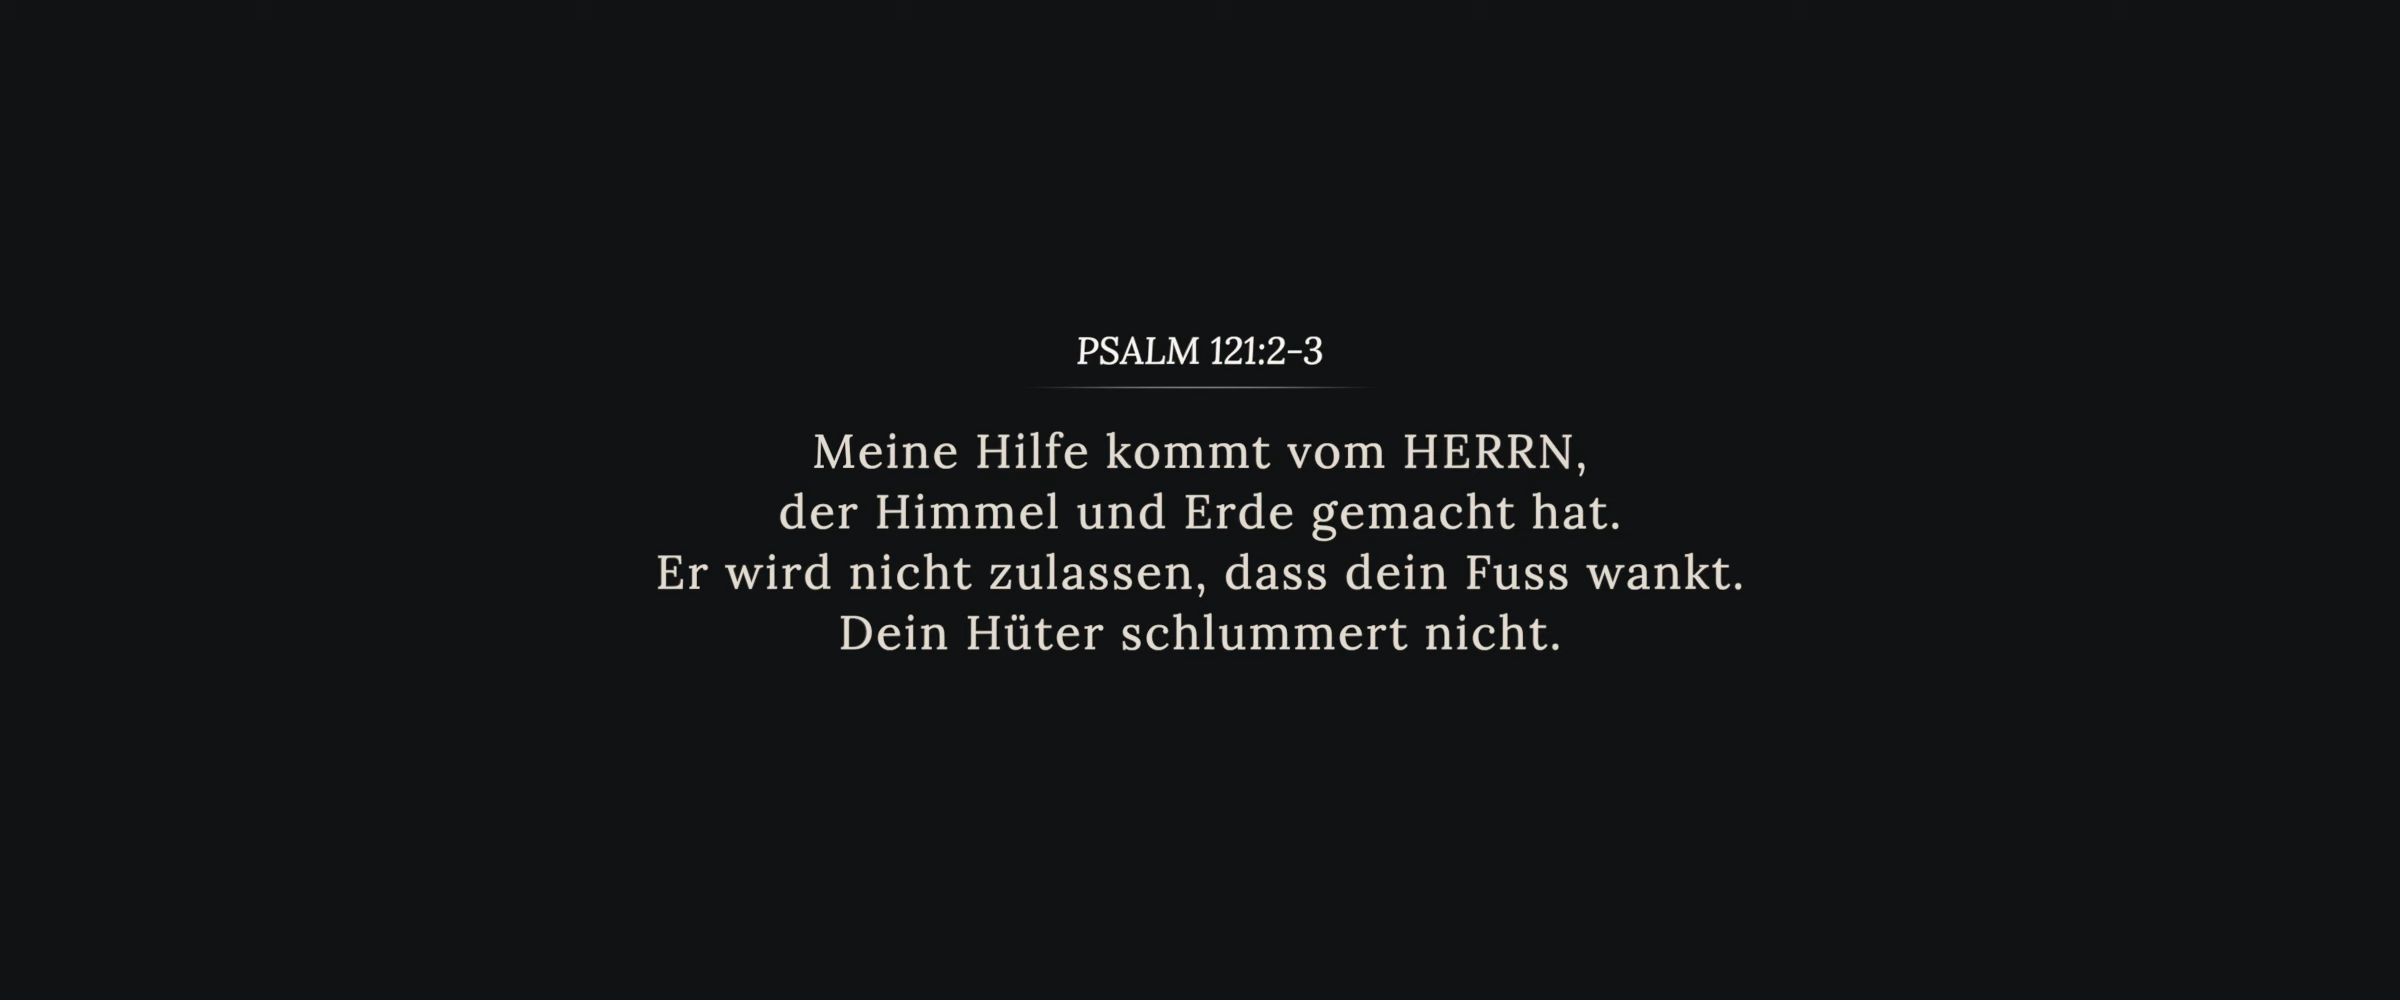 PSALM 121:2-3
Meine Hilfe kommt vom HERRN,
der Himmel und Erde gemacht hat.
Er wird nicht zulassen, dass dein Fuss wankt.
Dein Hüter schlummert nicht.